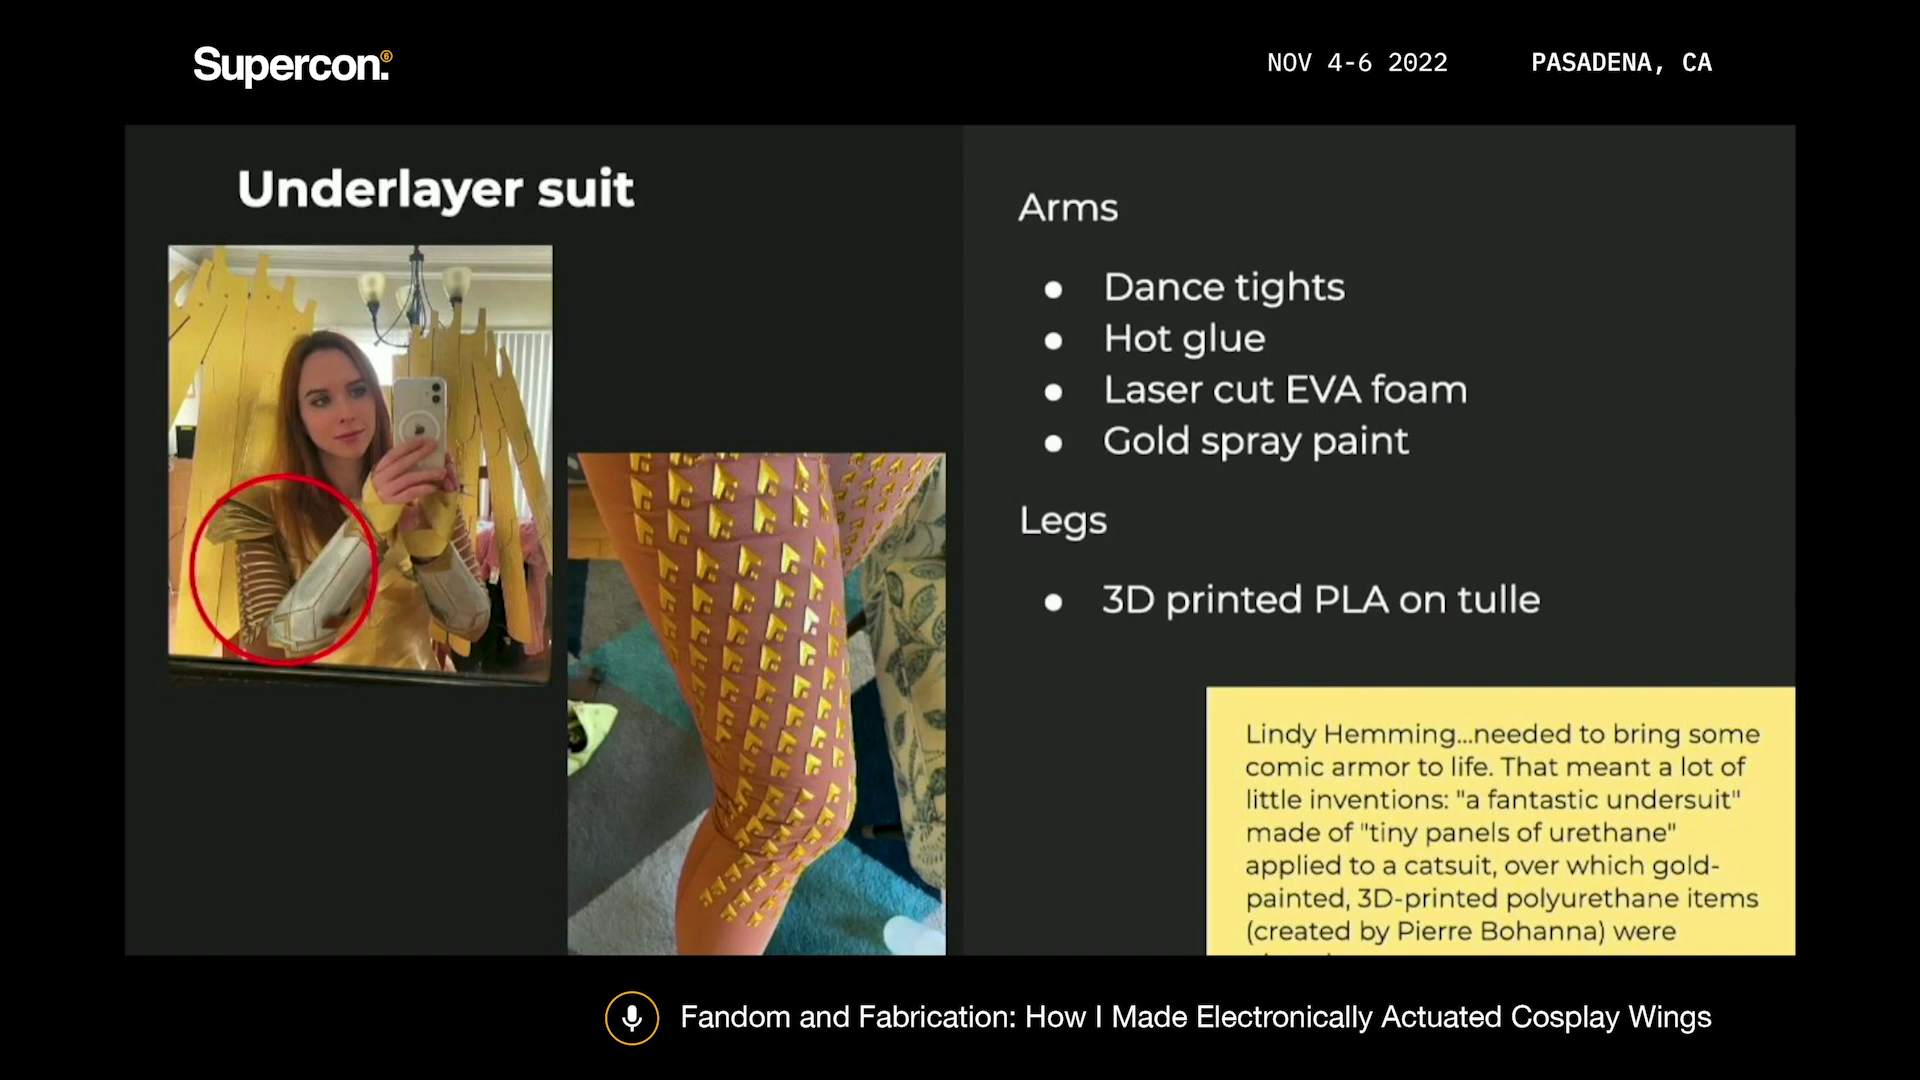 Supercon.6
NOV 4-6 2022
PASADENA, CA
Underlayer suit
Arms
● Dance tights
● Hot glue
● Laser cut EVA foam
● Gold spray paint
Legs
● 3D printed PLA on tulle
Lindy Hemming...needed to bring some
comic armor to life. That meant a lot of
little inventions: "a fantastic undersuit"
made of "tiny panels of urethane"
applied to a catsuit, over which gold-
painted, 3D-printed polyurethane items
(created by Pierre Bohanna) were
Fandom and Fabrication: How I Made Electronically Actuated Cosplay Wings